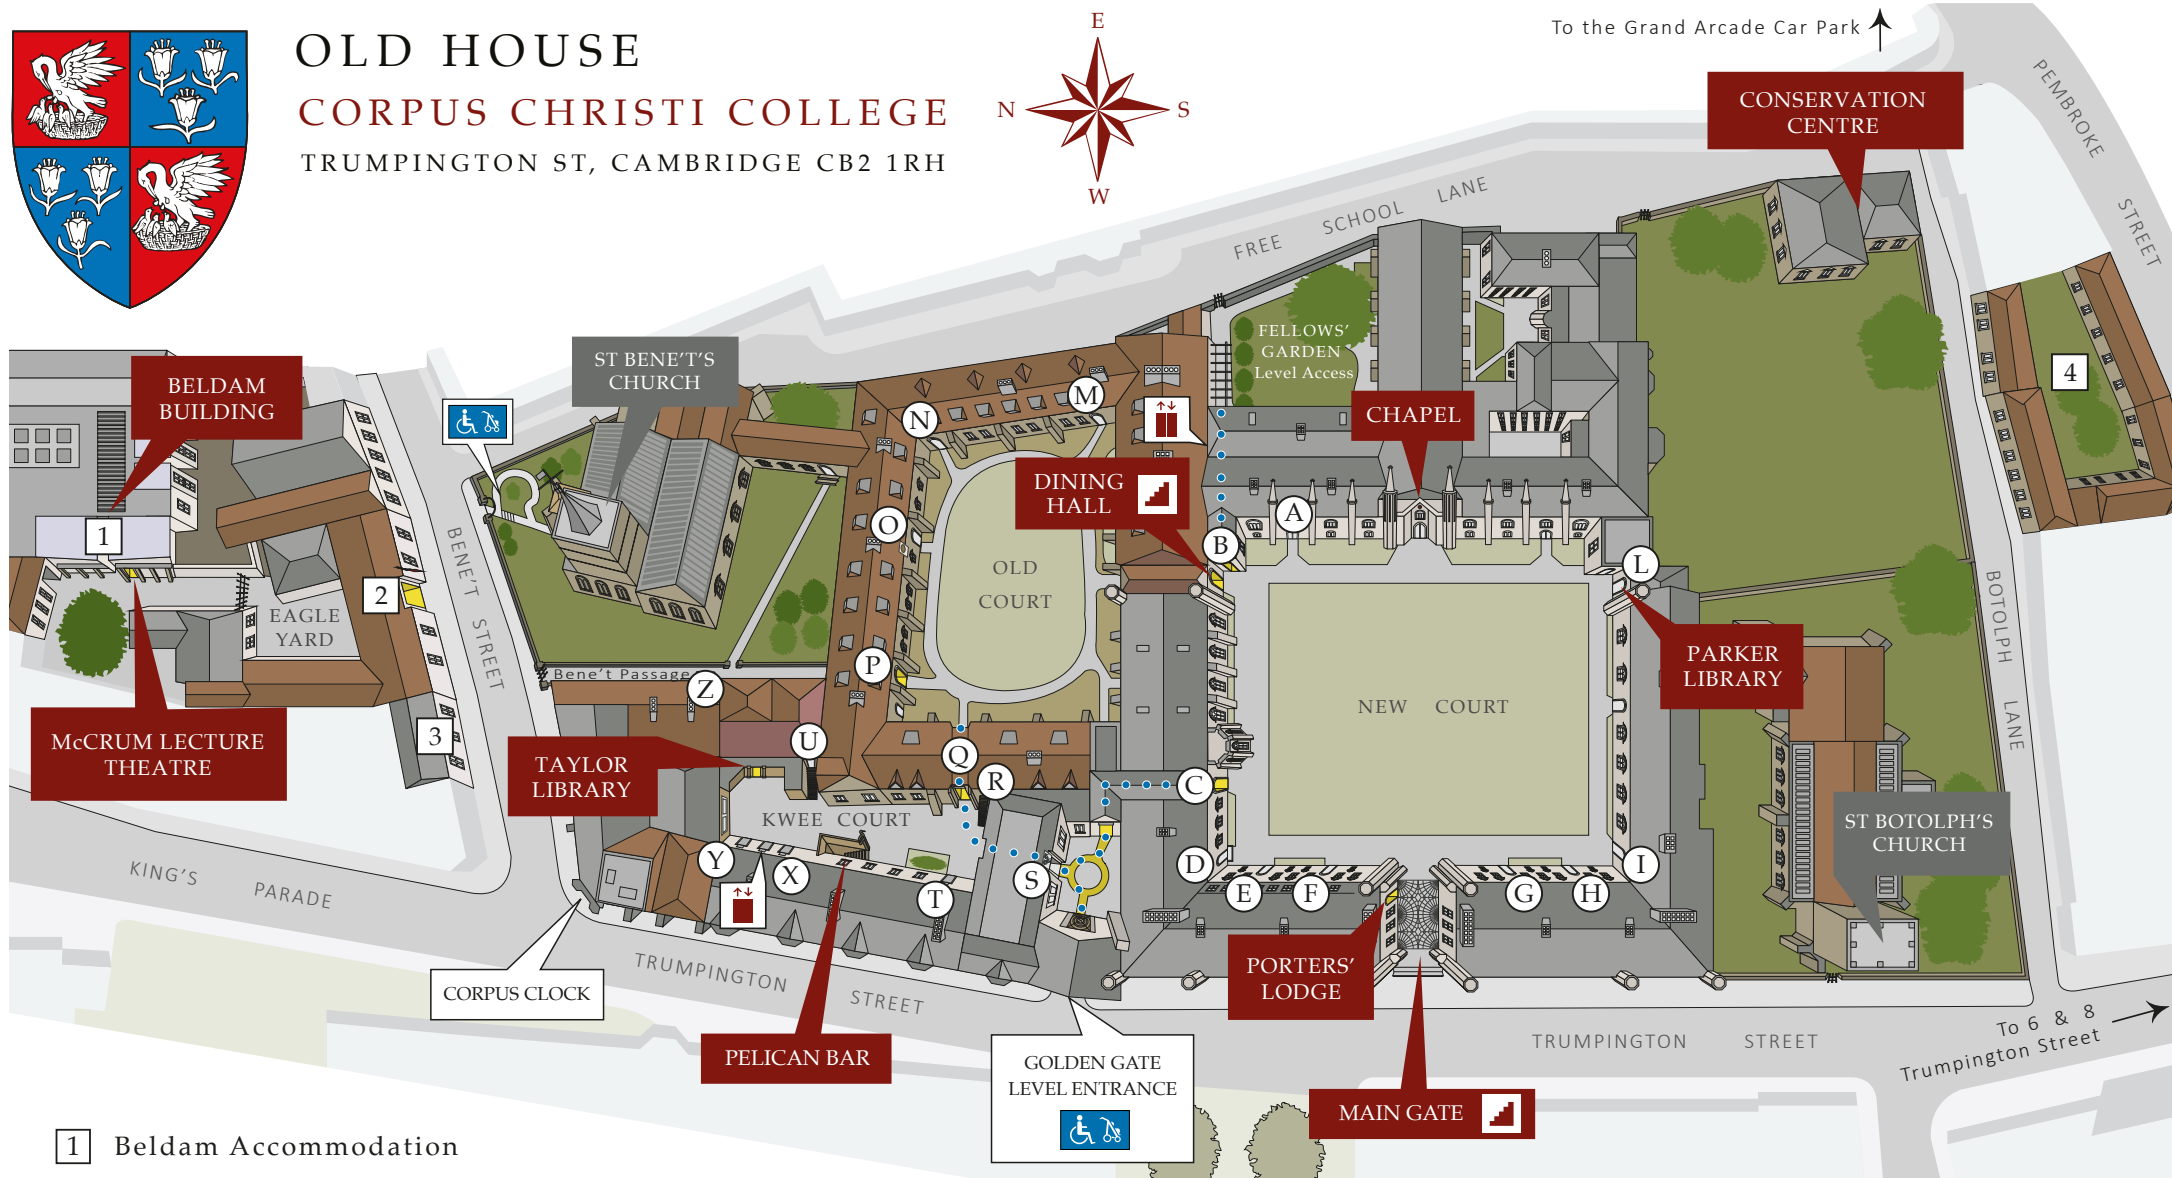 OLD HOUSE
CORPUS CHRISTI COLLEGE
TRUMPINGTON ST, CAMBRIDGE CB2 1RH
E
N
S
W
To the Grand Arcade Car Park
CONSERVATION
CENTRE
PEMBROKE STREET
FREE SCHOOL LANE
BELDAM
BUILDING
ST BENE'T'S
CHURCH
FELLOWS'
GARDEN
Level Access
4
CHAPEL
M
N
DINING
HALL
A
O
B
L
1
2
EAGLE
YARD
BENE'T STREET
OLD
COURT
BOTOLPH LANE
PARKER
LIBRARY
P
Bene't Passage
Z
NEW COURT
McCRUM LECTURE
THEATRE
3
U
Q
R
C
TAYLOR
LIBRARY
KWEE COURT
ST BOTOLPH'S
CHURCH
Y
X
T
S
D
E
F
G
H
I
KING'S PARADE
CORPUS CLOCK
TRUMPINGTON STREET
PORTERS'
LODGE
PELICAN BAR
GOLDEN GATE
LEVEL ENTRANCE
MAIN GATE
TRUMPINGTON STREET
To 6 & 8
Trumpington Street
1 Beldam Accommodation